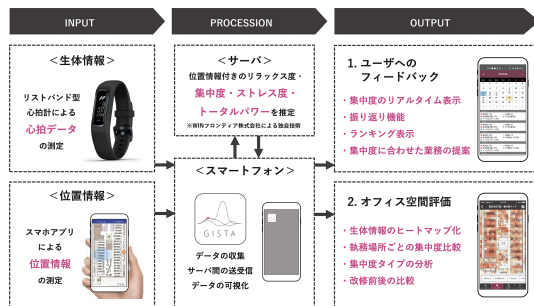 INPUT
PROCESSION
OUTPUT
＜生体情報＞
リストバンド型
心拍計による
心拍データ
の測定
＜位置情報＞
スマホアプリ
による
位置情報
の測定
＜サーバ＞
位置情報付きのリラックス度・
集中度・ストレス度・
トータルパワーを推定
※WINフロンティア株式会社による独自技術
＜スマートフォン＞
GISTA
データの収集
サーバ間の送受信
データの可視化
1. ユーザへの
フィードバック
・集中度のリアルタイム表示
・振り返り機能
・ランキング表示
・集中度に合わせた業務の提案
2. オフィス空間評価
・生体情報のヒートマップ化
・執務場所ごとの集中度比較
・集中度タイプの分析
・改修前後の比較